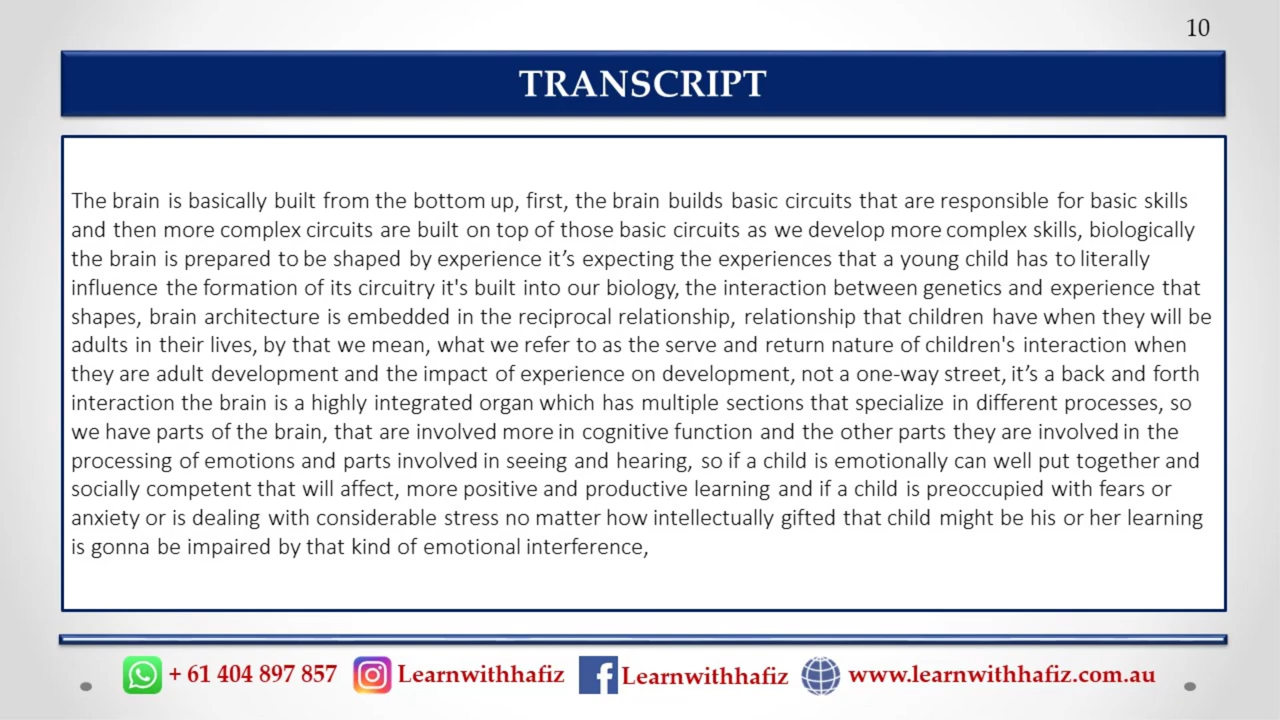 10
TRANSCRIPT
The brain is basically built from the bottom up, first, the brain builds basic circuits that are responsible for basic skills
and then more complex circuits are built on top of those basic circuits as we develop more complex skills, biologically
the brain is prepared to be shaped by experience it’s expecting the experiences that a young child has to literally
influence the formation of its circuitry it's built into our biology, the interaction between genetics and experience that
shapes, brain architecture is embedded in the reciprocal relationship, relationship that children have when they will be
adults in their lives, by that we mean, what we refer to as the serve and return nature of children's interaction when
they are adult development and the impact of experience on development, not a one-way street, it’s a back and forth
interaction the brain is a highly integrated organ which has multiple sections that specialize in different processes, so
we have parts of the brain, that are involved more in cognitive function and the other parts they are involved in the
processing of emotions and parts involved in seeing and hearing, so if a child is emotionally can well put together and
socially competent that will affect, more positive and productive learning and if a child is preoccupied with fears or
anxiety or is dealing with considerable stress no matter how intellectually gifted that child might be his or her learning
is gonna be impaired by that kind of emotional interference,
+ 61 404 897 857 Learnwithhafiz Learnwithhafiz www.learnwithhafiz.com.au